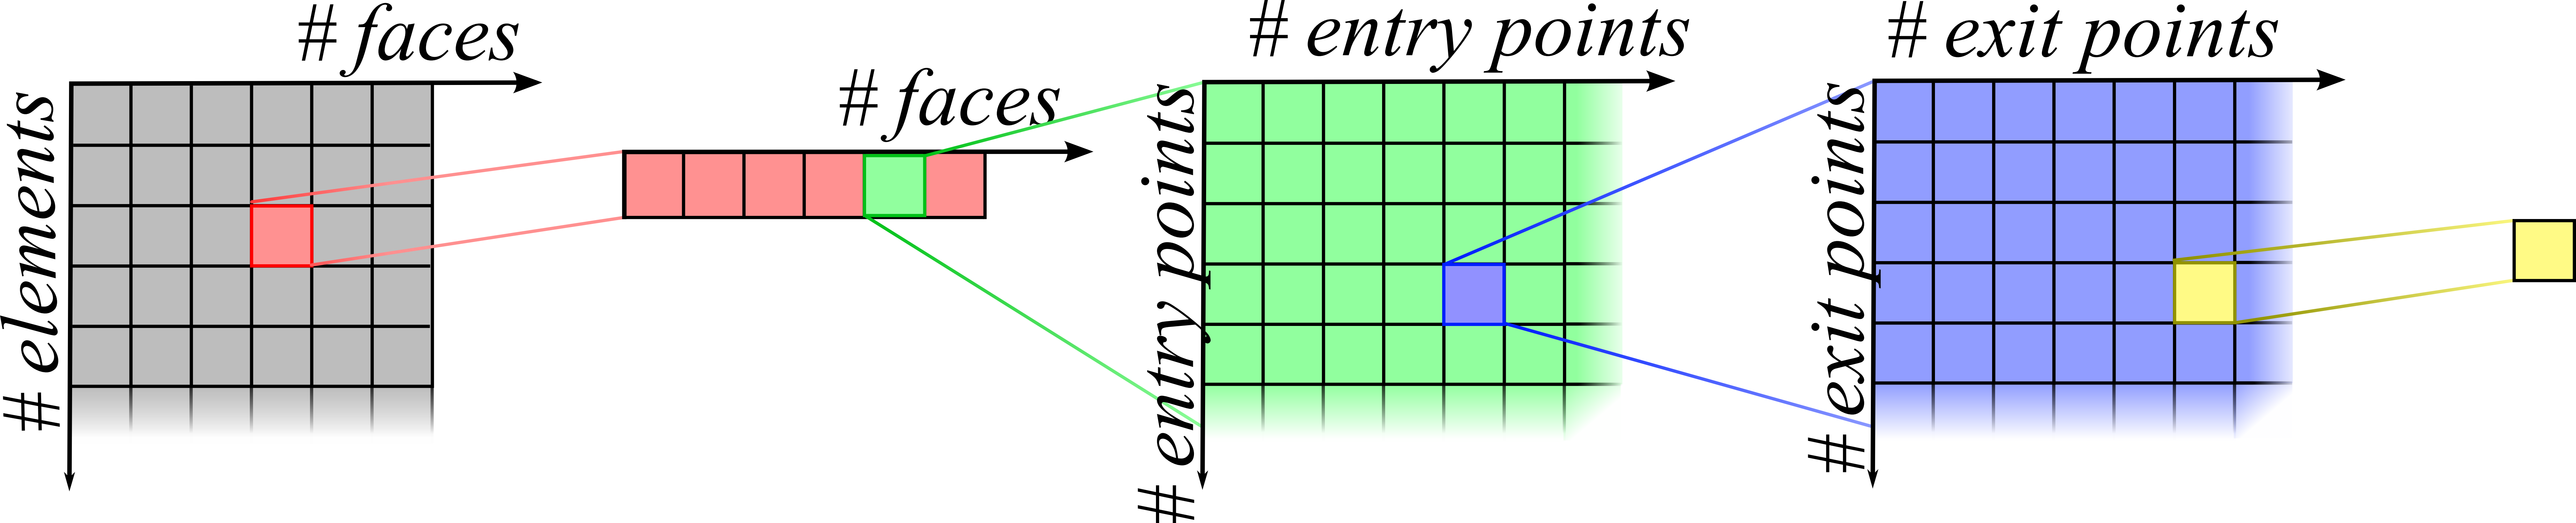 # faces
# elements
# faces
# entry points
# entry points
# exit points
# exit points